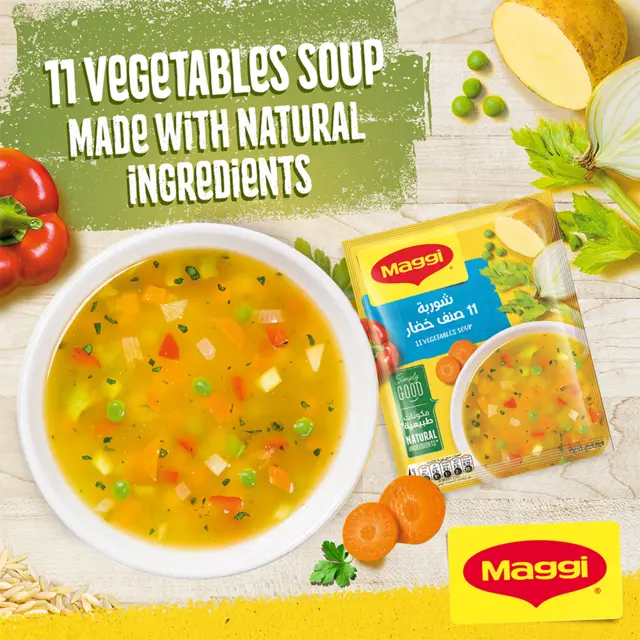 11 VEGETABLES SOUP
MADE WITH NATURAL
INGREDIENTS
Maggi
شوربة
11 صنف خضار
11 VEGETABLES SOUP
Simply
GOOD
مكونات
طبيعية*
NATURAL
INGREDIENTS*
Maggi